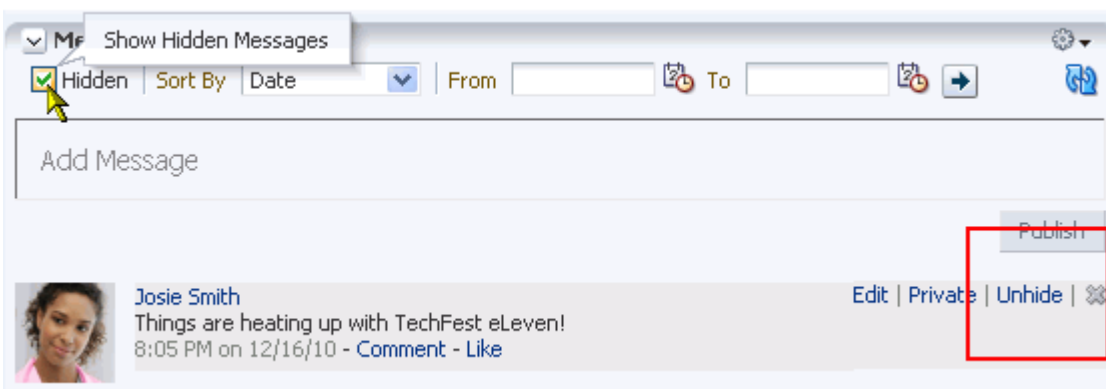 Me Show Hidden Messages
Hidden Sort By Date From To
Add Message
Publish
Josie Smith Edit | Private | Unhide |
Things are heating up with TechFest eLeven!
8:05 PM on 12/16/10 - Comment - Like